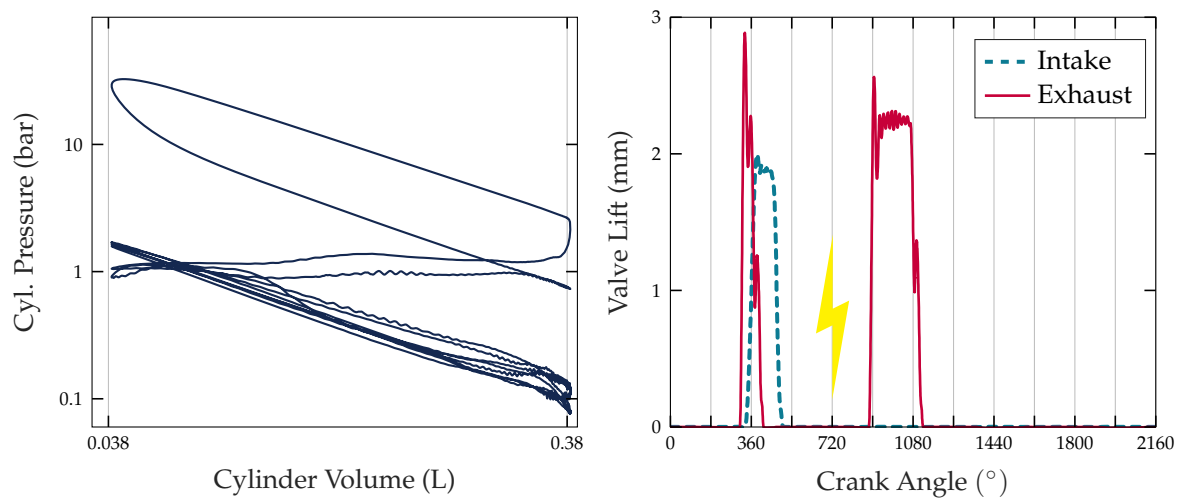 Cyl. Pressure (bar)
10
1
0.1
0.038
0.38
Cylinder Volume (L)
Valve Lift (mm)
3
2
1
0
Intake
Exhaust
0
360
720
1080
1440
1800
2160
Crank Angle (°)